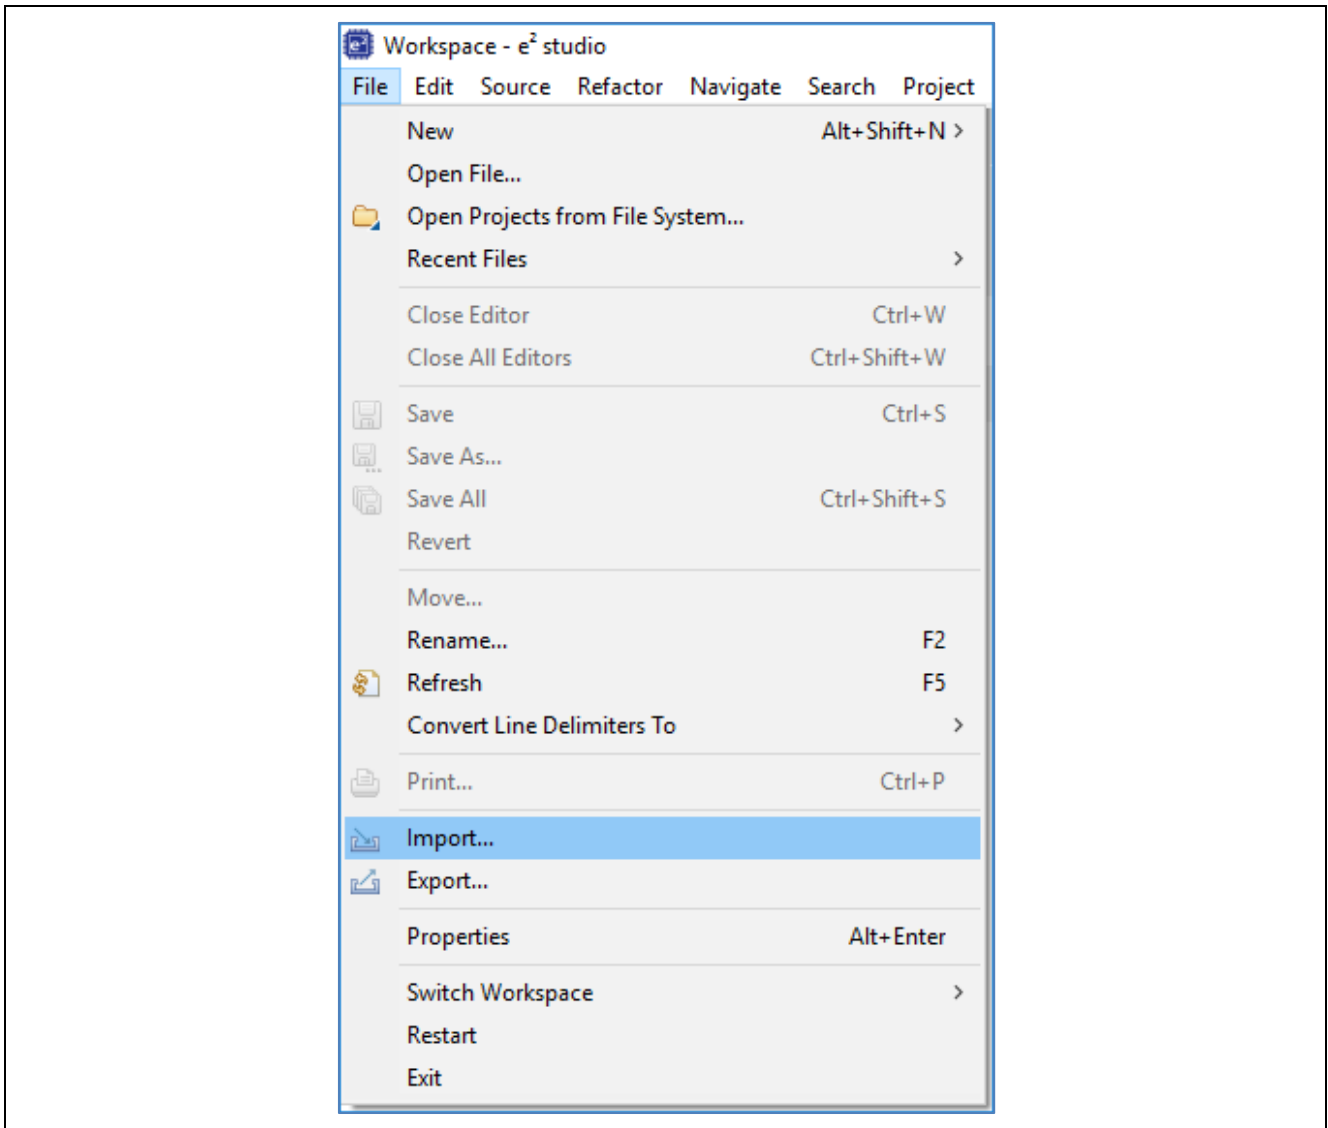 Workspace - e² studio
File Edit Source Refactor Navigate Search Project
New Alt+Shift+N >
Open File...
Open Projects from File System...
Recent Files >
Close Editor Ctrl+W
Close All Editors Ctrl+Shift+W
Save Ctrl+S
Save As...
Save All Ctrl+Shift+S
Revert
Move...
Rename... F2
Refresh F5
Convert Line Delimiters To >
Print... Ctrl+P
Import...
Export...
Properties Alt+Enter
Switch Workspace >
Restart
Exit